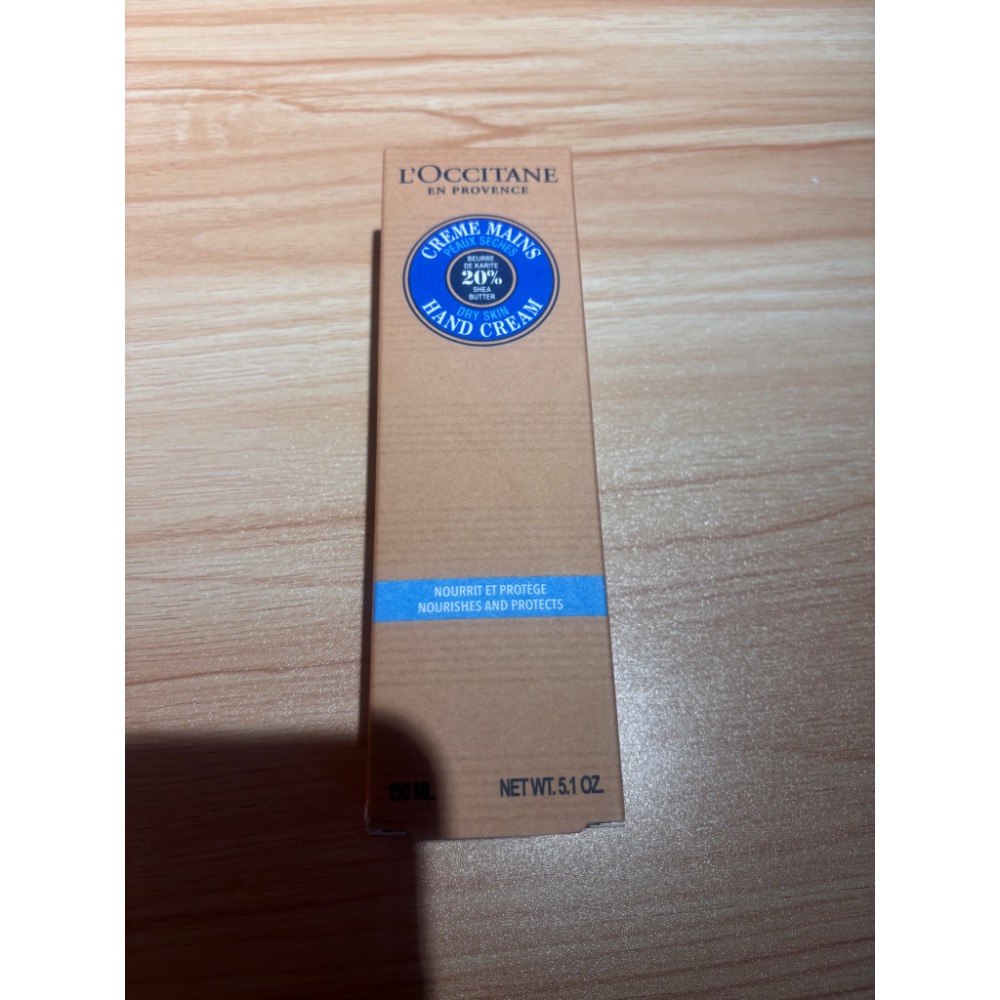 L'OCCITANE
EN PROVENCE
CREME MAINS
PEAUX SECHES
BEURRE
DE KARITE
20%
SHEA
BUTTER
DRY SKIN
HAND CREAM
NOURRIT ET PROTÈGE
NOURISHES AND PROTECTS
150 ML NET WT. 5.1 OZ.